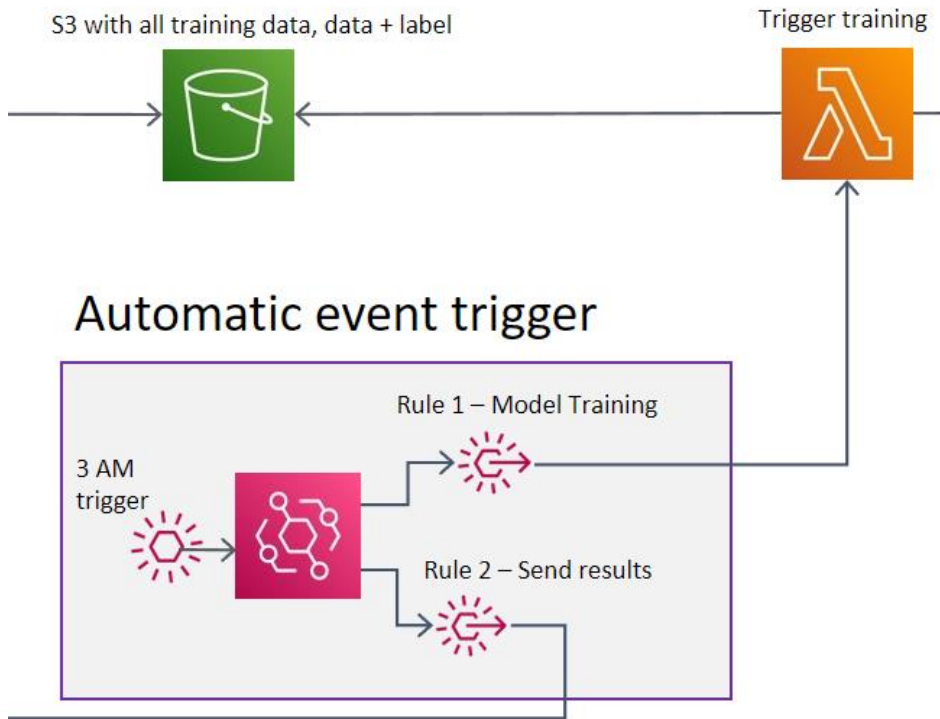 S3 with all training data, data + label
Trigger training
Automatic event trigger
Rule 1 – Model Training
3 AM
trigger
Rule 2 – Send results